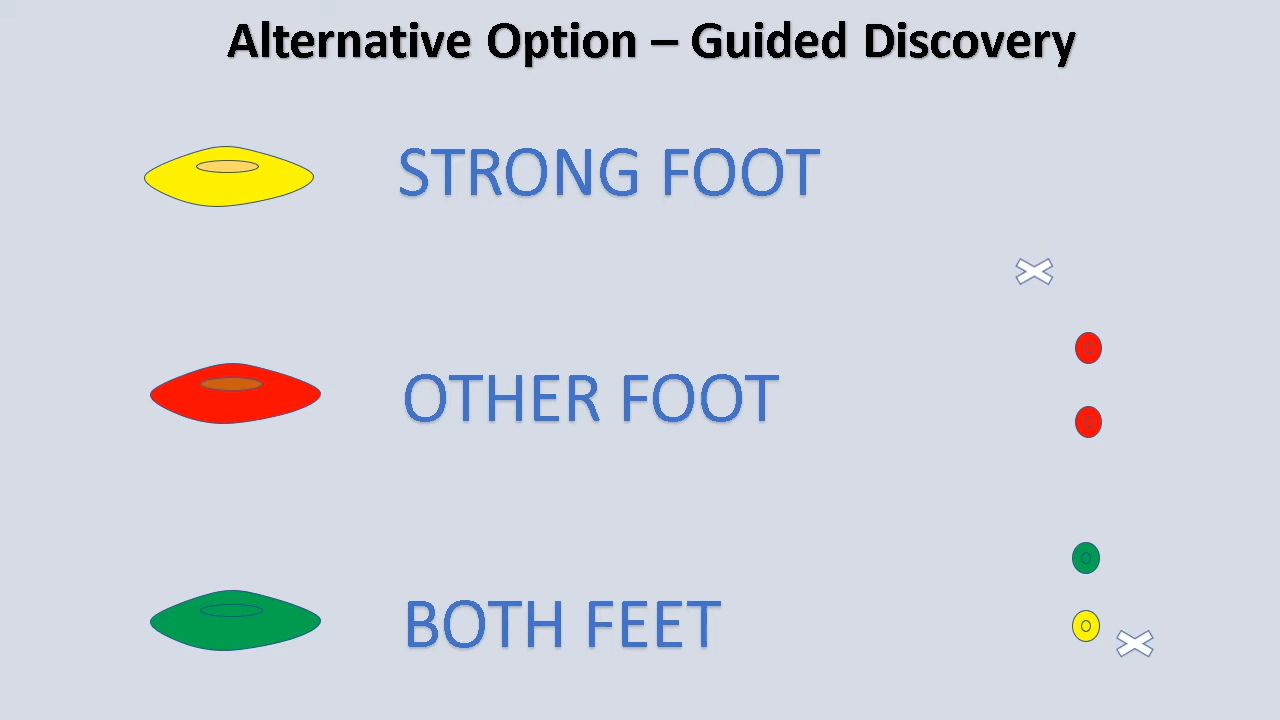 Alternative Option – Guided Discovery
STRONG FOOT
OTHER FOOT
BOTH FEET